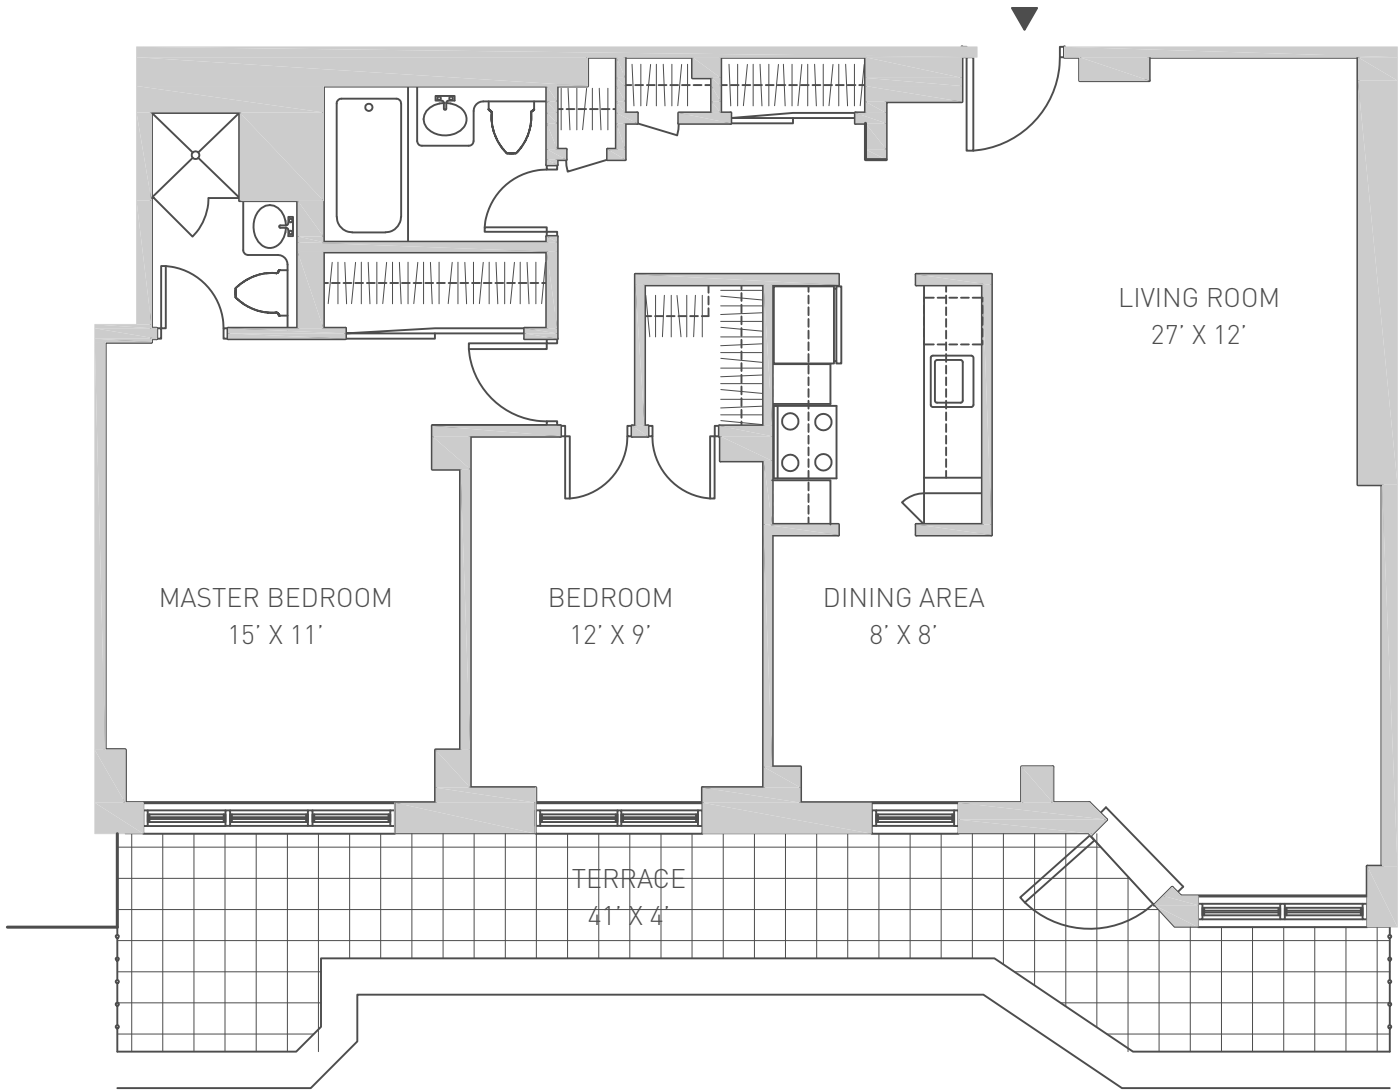 LIVING ROOM
27’ X 12’
MASTER BEDROOM
15’ X 11’
BEDROOM
12’ X 9’
DINING AREA
8’ X 8’
TERRACE
41’ X 4’